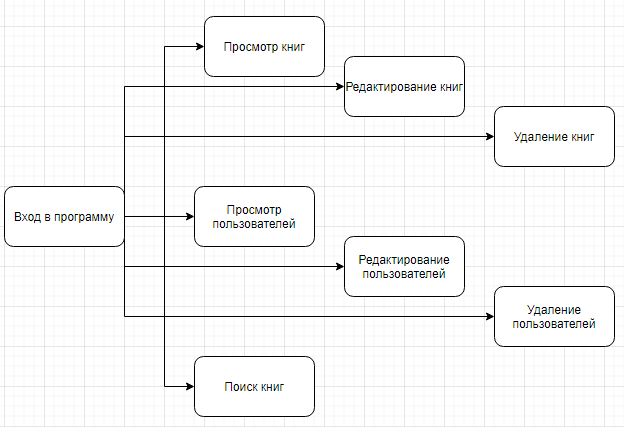 Просмотр книг
Редактирование книг
Удаление книг
Вход в программу
Просмотр
пользователей
Редактирование
пользователей
Удаление
пользователей
Поиск книг